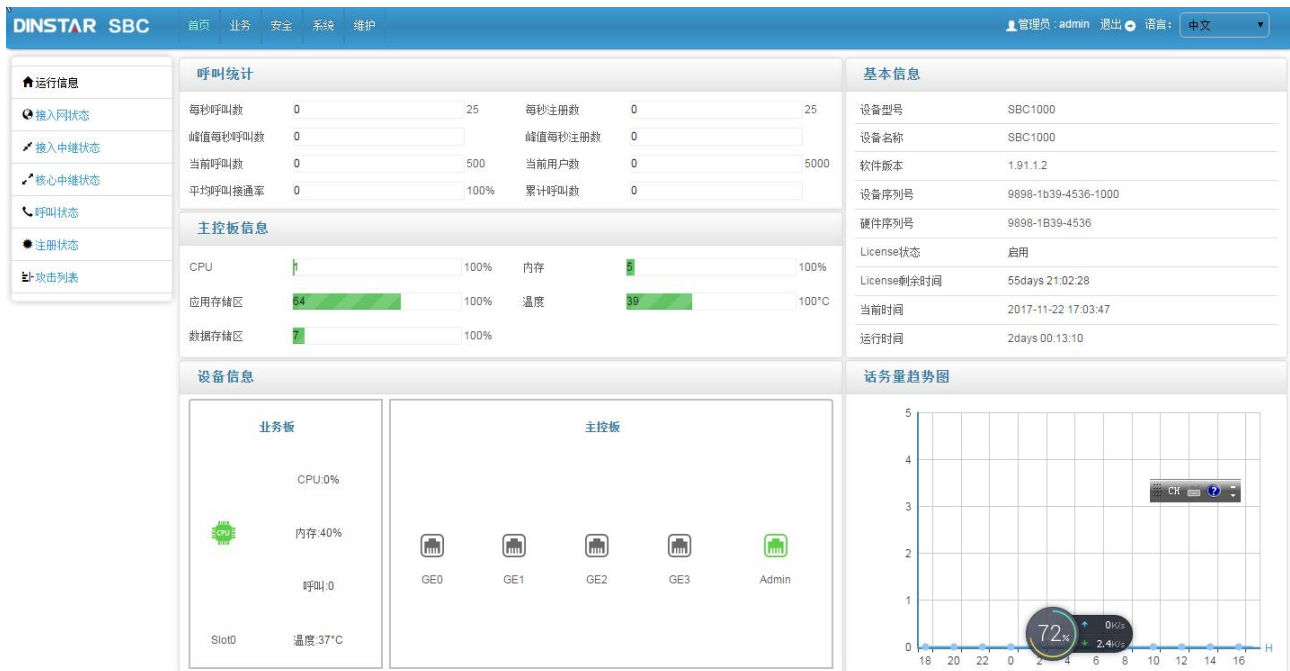 DINSTAR SBC 首页 业务 安全 系统 维护 管理员:admin 退出 语言: 中文
运行信息
接入网状态
接入中继状态
核心中继状态
呼叫状态
注册状态
攻击列表
呼叫统计
每秒呼叫数 0 25 每秒注册数 0 25
峰值每秒呼叫数 0 峰值每秒注册数 0
当前呼叫数 0 500 当前用户数 0 5000
平均呼叫接通率 0 100% 累计呼叫数 0
主控板信息
CPU 1 100% 内存 5 100%
应用存储区 64 100% 温度 39 100°C
数据存储区 7 100%
基本信息
设备型号 SBC1000
设备名称 SBC1000
软件版本 1.91.1.2
设备序列号 9898-1b39-4536-1000
硬件序列号 9898-1B39-4536
License状态 启用
License剩余时间 55days 21:02:28
当前时间 2017-11-22 17:03:47
运行时间 2days 00:13:10
设备信息
业务板
CPU:0%
CPU
内存:40%
呼叫:0
Slot0 温度:37°C
主控板
GE0 GE1 GE2 GE3 Admin
话务量趋势图
5
4
CH ?
3
2
1
72% 0K/s
2.4K/s
0 H
18 20 22 0 2 4 6 8 10 12 14 16